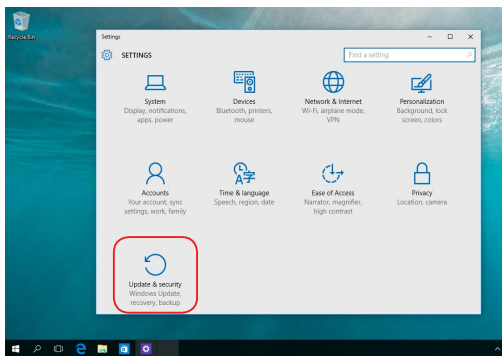 Recycle Bin
Settings
SETTINGS
Find a setting
System
Display, notifications,
apps, power
Devices
Bluetooth, printers,
mouse
Network & Internet
Wi-Fi, airplane mode,
VPN
Personalization
Background, lock
screen, colors
Accounts
Your account, sync
settings, work, family
Time & language
Speech, region, date
Ease of Access
Narrator, magnifier,
high contrast
Privacy
Location, camera
Update & security
Windows Update,
recovery, backup